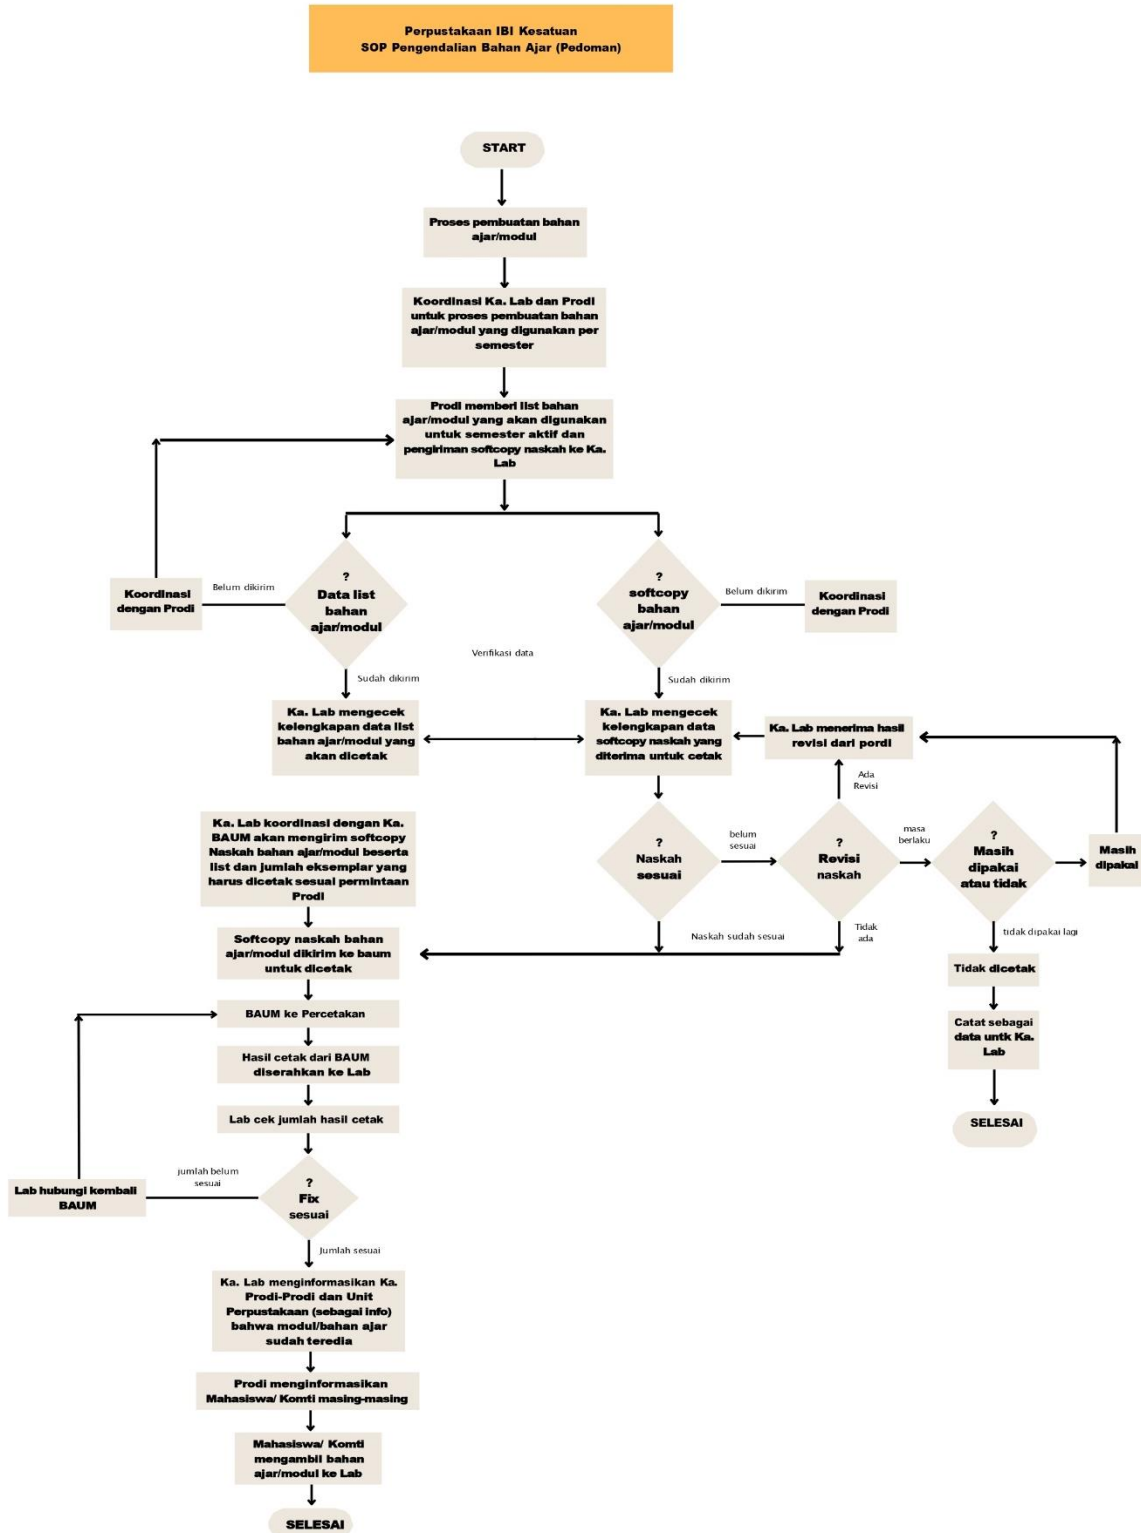 Perpustakaan IBI Kesatuan
SOP Pengendalian Bahan Ajar (Pedoman)
START
Proses pembuatan bahan
ajar/modul
Koordinasi Ka. Lab dan Prodi
untuk proses pembuatan bahan
ajar/modul yang digunakan per
semester
Prodi memberi list bahan
ajar/modul yang akan digunakan
untuk semester aktif dan
pengiriman softcopy naskah ke Ka.
Lab
Koordinasi
dengan Prodi
Belum dikirim
?
Data list
bahan
ajar/modul
?
softcopy
bahan
ajar/modul
Belum dikirim
Koordinasi
dengan Prodi
Verifikasi data
Sudah dikirim
Sudah dikirim
Ka. Lab mengecek
kelengkapan data list
bahan ajar/modul yang
akan dicetak
Ka. Lab mengecek
kelengkapan data
softcopy naskah yang
diterima untuk cetak
Ka. Lab menerima hasil
revisi dari pordi
Ada
Revisi
Ka. Lab koordinasi dengan Ka.
BAUM akan mengirim softcopy
Naskah bahan ajar/modul beserta
list dan jumlah eksemplar yang
harus dicetak sesuai permintaan
Prodi
?
Naskah
sesuai
belum
sesuai
?
Revisi
naskah
masa
berlaku
?
Masih
dipakai
atau tidak
Masih
dipakai
Naskah sudah sesuai
Tidak
ada
tidak dipakai lagi
Softcopy naskah bahan
ajar/modul dikirim ke baum
untuk dicetak
Tidak dicetak
BAUM ke Percetakan
Catat sebagai
data untk Ka.
Lab
Hasil cetak dari BAUM
diserahkan ke Lab
Lab cek jumlah hasil cetak
SELESAI
Lab hubungi kembali
BAUM
jumlah belum
sesuai
?
Fix
sesuai
Jumlah sesuai
Ka. Lab menginformasikan Ka.
Prodi-Prodi dan Unit
Perpustakaan (sebagai info)
bahwa modul/bahan ajar
sudah teredia
Prodi menginformasikan
Mahasiswa/ Komti masing-masing
Mahasiswa/ Komti
mengambil bahan
ajar/modul ke Lab
SELESAI